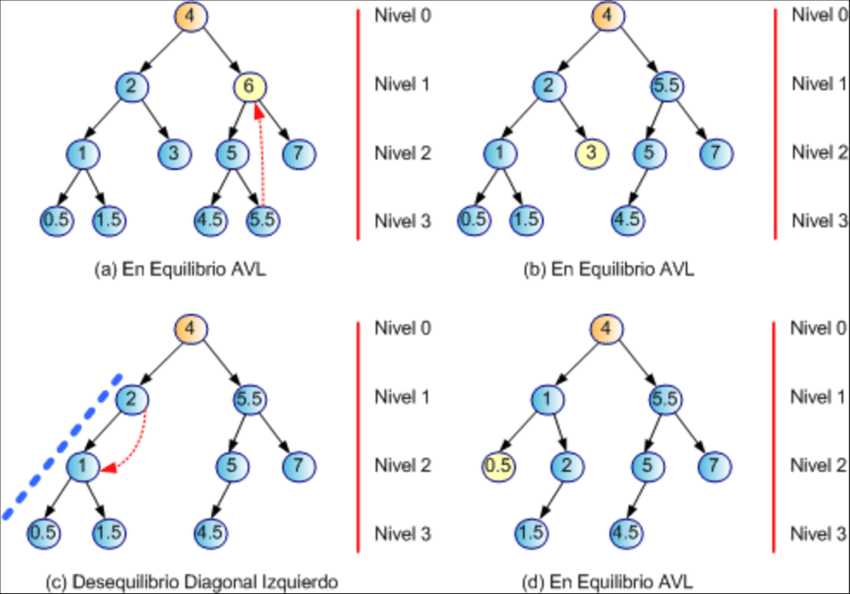 4 Nivel 0 4 Nivel 0
2 6 Nivel 1 2 5.5 Nivel 1
1 3 5 7 Nivel 2 1 3 5 7 Nivel 2
0.5 1.5 4.5 5.5 Nivel 3 0.5 1.5 4.5 Nivel 3
(a) En Equilibrio AVL (b) En Equilibrio AVL
4 Nivel 0 4 Nivel 0
2 5.5 Nivel 1 1 5.5 Nivel 1
1 5 7 Nivel 2 0.5 2 5 7 Nivel 2
0.5 1.5 4.5 Nivel 3 1.5 4.5 Nivel 3
(c) Desequilibrio Diagonal Izquierdo (d) En Equilibrio AVL